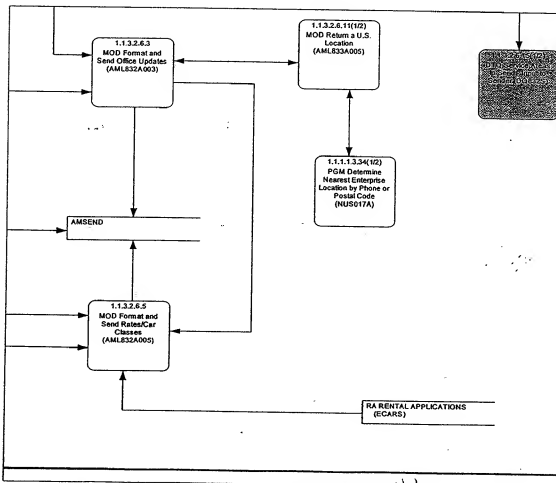 1.1.3.2.6.3
MOD Format and
Send Office Updates
(AML832A003)
1.1.3.2.6.11(1/2)
MOD Return a U.S.
Location
(AML833A005)
1.1.1.1.3.34(1/2)
PGM Determine
Nearest Enterprise
Location by Phone or
Postal Code
(NUS017A)
AMSEND
1.1.3.2.6.5
MOD Format and
Send Rates/Car
Classes
(AML832A005)
RA RENTAL APPLICATIONS
(ECARS)